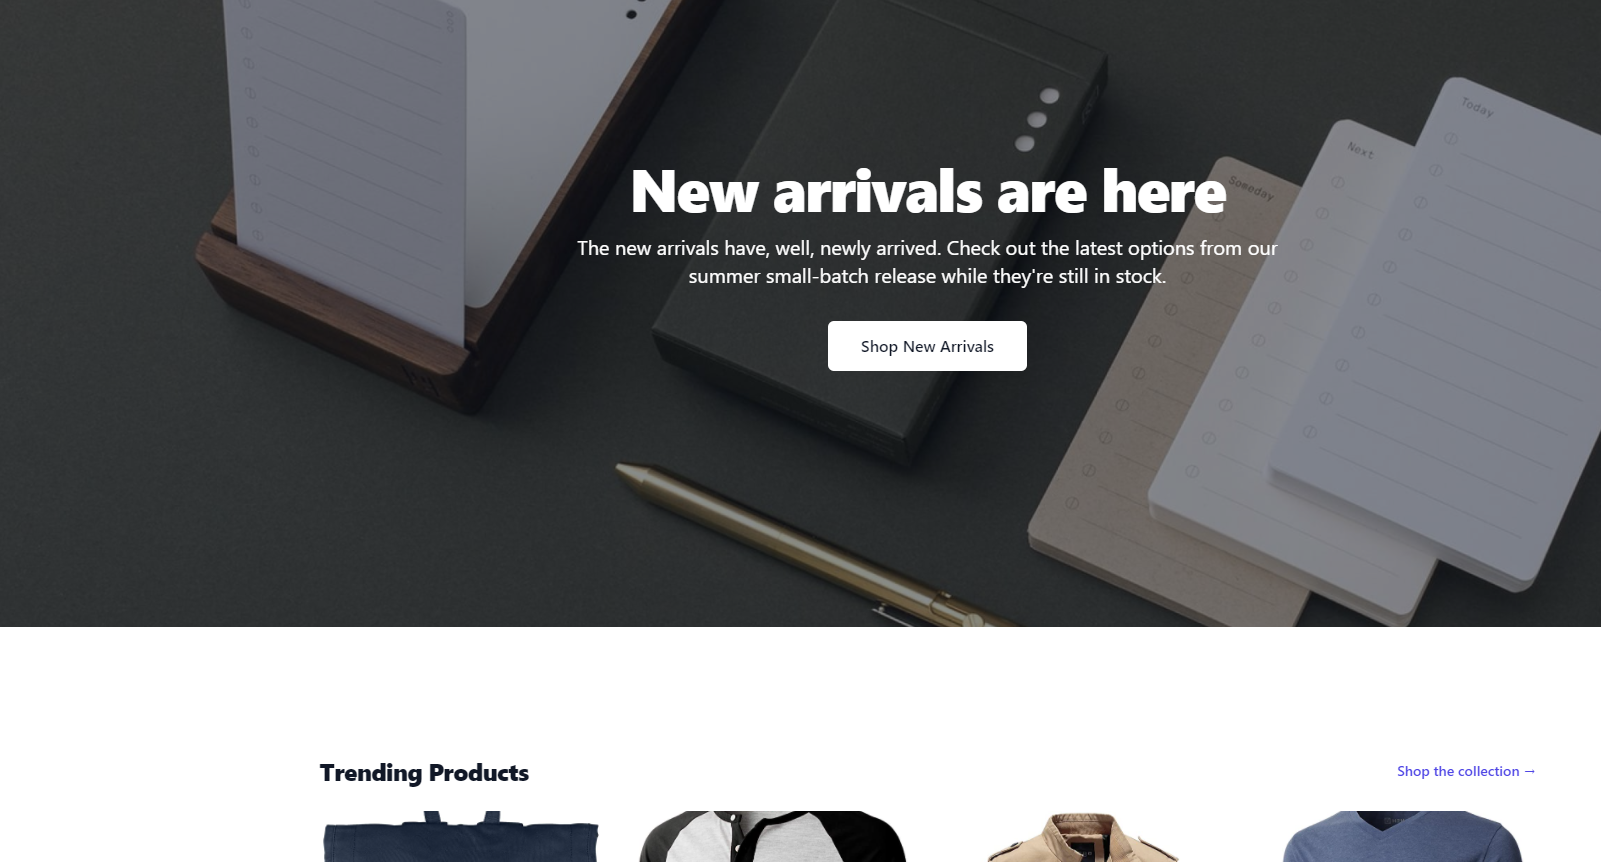 Someday
Next
Today
New arrivals are here
The new arrivals have, well, newly arrived. Check out the latest options from our
summer small-batch release while they're still in stock.
Shop New Arrivals
Trending Products
Shop the collection →